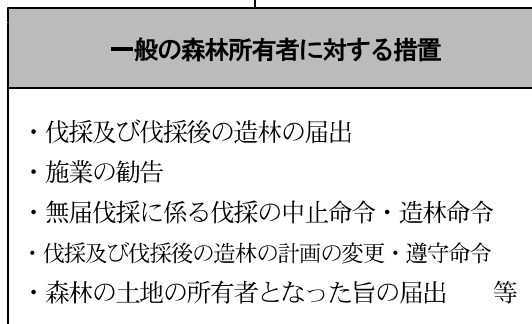 一般の森林所有者に対する措置
・伐採及び伐採後の造林の届出
・施業の勧告
・無届伐採に係る伐採の中止命令・造林命令
・伐採及び伐採後の造林の計画の変更・遵守命令
・森林の土地の所有者となった旨の届出　　等